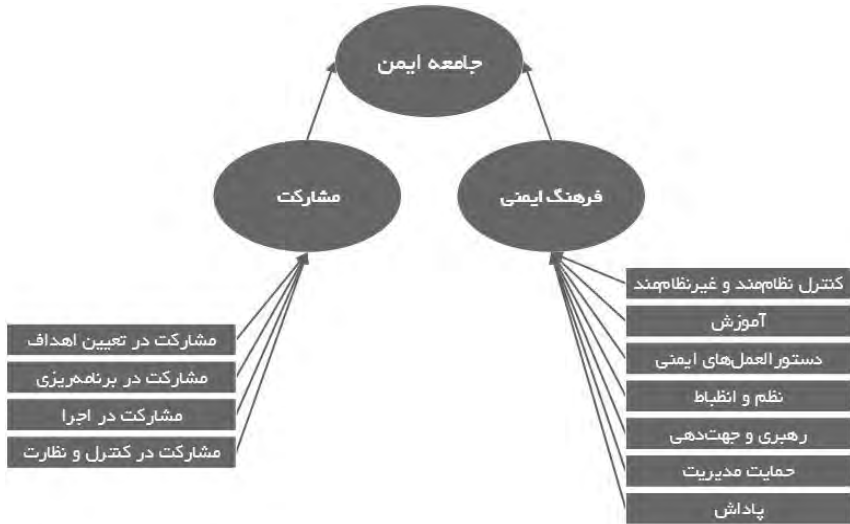 جامعه ایمن
فرهنگ ایمنی
مشارکت
کنترل نظام‌مند و غیرنظام‌مند
آموزش
دستورالعمل‌های ایمنی
نظم و انظباط
رهبری و جهت‌دهی
حمایت مدیریت
پاداش
مشارکت در تعیین اهداف
مشارکت در برنامه‌ریزی
مشارکت در اجرا
مشارکت در کنترل و نظارت